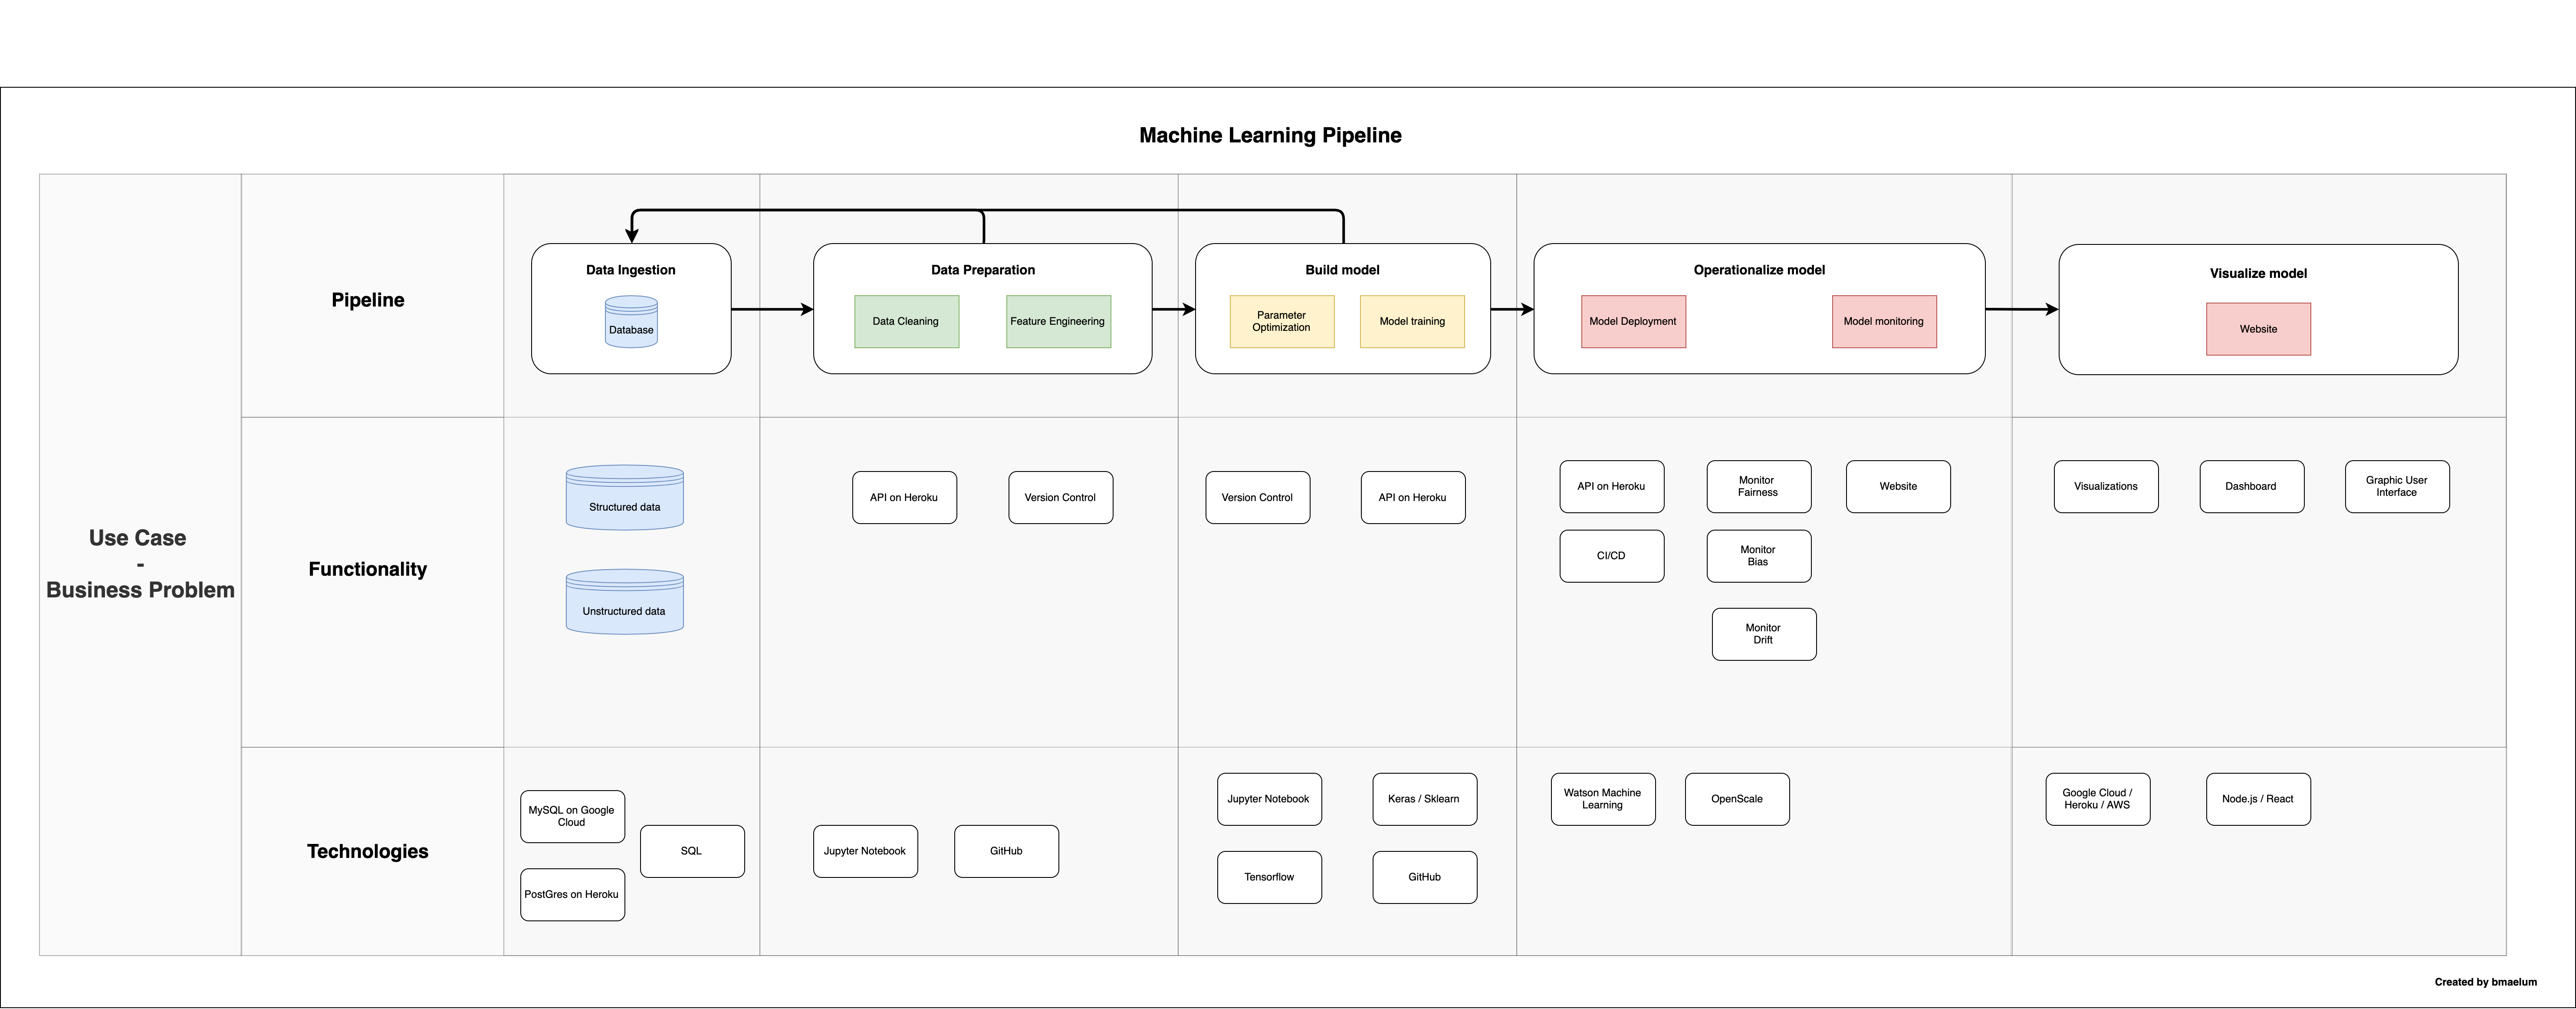 Machine Learning Pipeline
Use Case
-
Business Problem
Pipeline
Data Ingestion
Database
Data Preparation
Data Cleaning
Feature Engineering
Build model
Parameter
Optimization
Model training
Operationalize model
Model Deployment
Model monitoring
Visualize model
Website
Functionality
Structured data
Unstructured data
API on Heroku
Version Control
Version Control
API on Heroku
API on Heroku
Monitor
Fairness
Website
CI/CD
Monitor
Bias
Monitor
Drift
Visualizations
Dashboard
Graphic User
Interface
Technologies
MySQL on Google
Cloud
SQL
PostGres on Heroku
Jupyter Notebook
GitHub
Jupyter Notebook
Keras / Sklearn
Tensorflow
GitHub
Watson Machine
Learning
OpenScale
Google Cloud /
Heroku / AWS
Node.js / React
Created by bmaelum